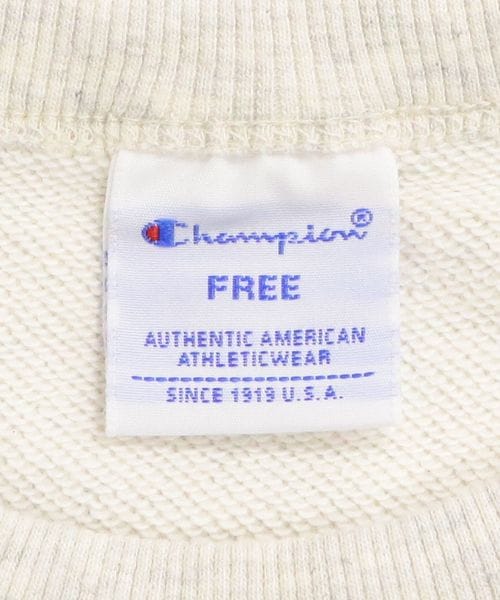 Champion®
FREE
AUTHENTIC AMERICAN
ATHLETICWEAR
SINCE 1919 U.S.A.